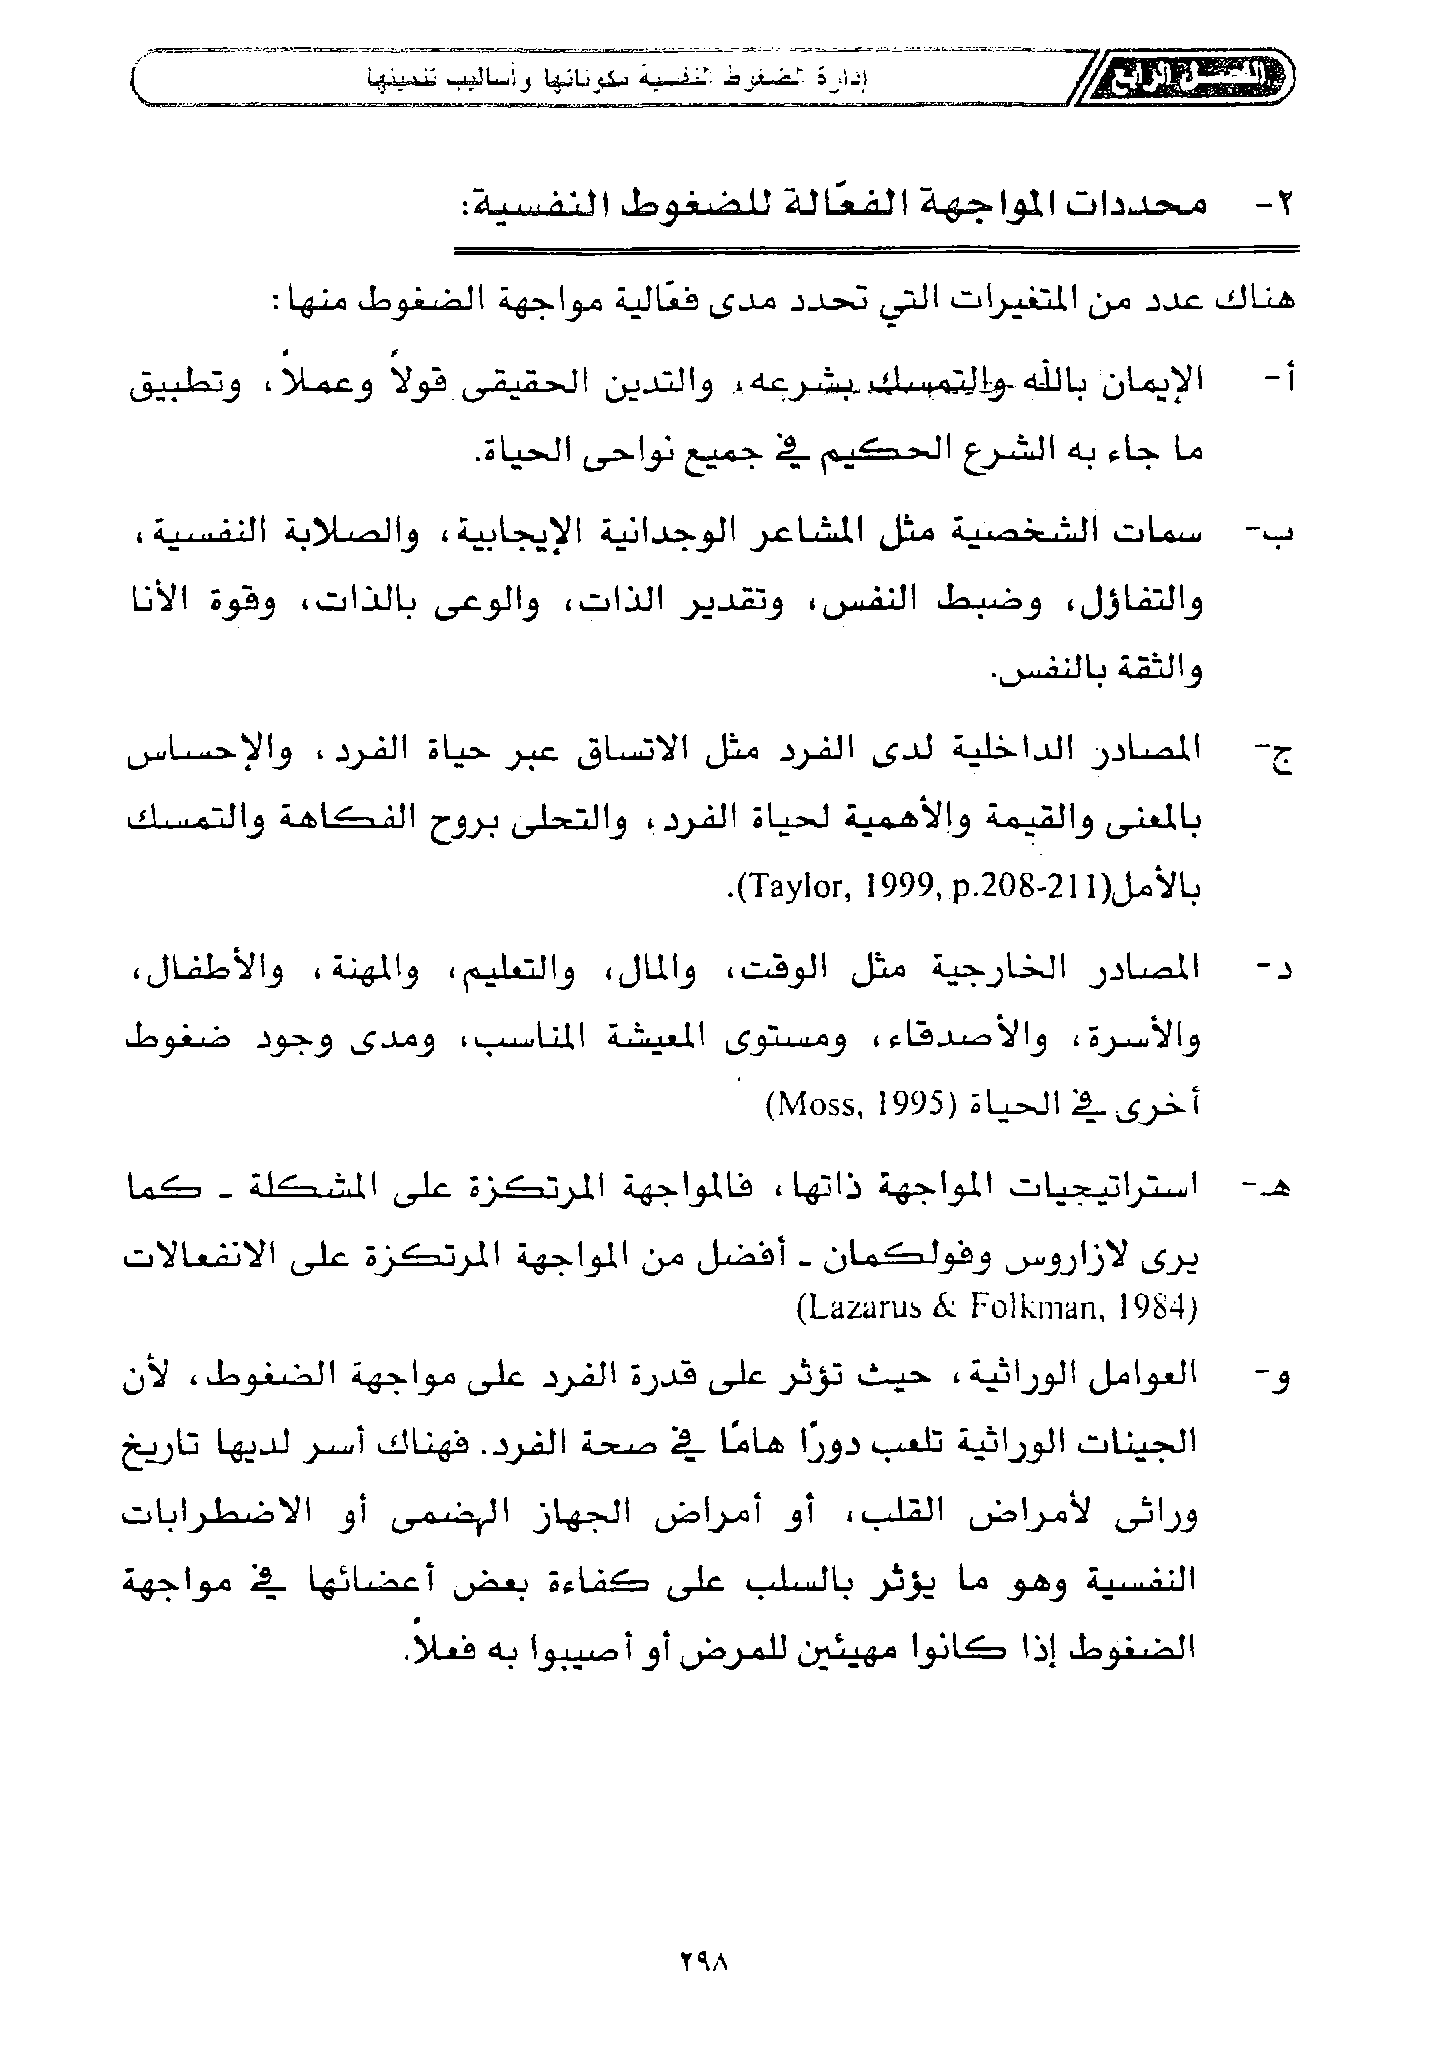 الفصل الرابع
إدارة الضغوط النفسية مكوناتها وأساليب تنميتها
٢- محددات المواجهة الفعّالة للضغوط النفسية:
هناك عدد من المتغيرات التي تحدد مدى فعّالية مواجهة الضغوط منها:
أ- الإيمان بالله والتمسك بشرعه، والتدين الحقيقى قولاً وعملاً، وتطبيق
ما جاء به الشرع الحكيم في جميع نواحى الحياة.
ب- سمات الشخصية مثل المشاعر الوجدانية الإيجابية، والصلابة النفسية،
والتفاؤل، وضبط النفس، وتقدير الذات، والوعى بالذات، وقوة الأنا
والثقة بالنفس.
ج- المصادر الداخلية لدى الفرد مثل الاتساق عبر حياة الفرد، والإحساس
بالمعنى والقيمة والأهمية لحياة الفرد، والتحلى بروح الفكاهة والتمسك
بالأمل(Taylor, 1999, p.208-211).
د- المصادر الخارجية مثل الوقت، والمال، والتعليم، والمهنة، والأطفال،
والأسرة، والأصدقاء، ومستوى المعيشة المناسب، ومدى وجود ضغوط
أخرى في الحياة (Moss, 1995)
هـ- استراتيجيات المواجهة ذاتها، فالمواجهة المرتكزة على المشكلة ـ كما
يرى لازاروس وفولكمان ـ أفضل من المواجهة المرتكزة على الانفعالات
(Lazarus & Folkman, 1984)
و- العوامل الوراثية، حيث تؤثر على قدرة الفرد على مواجهة الضغوط، لأن
الجينات الوراثية تلعب دورًا هامًا في صحة الفرد. فهناك أسر لديها تاريخ
وراثى لأمراض القلب، أو أمراض الجهاز الهضمى أو الاضطرابات
النفسية وهو ما يؤثر بالسلب على كفاءة بعض أعضائها في مواجهة
الضغوط إذا كانوا مهيئين للمرض أو أصيبوا به فعلاً.
٢٩٨